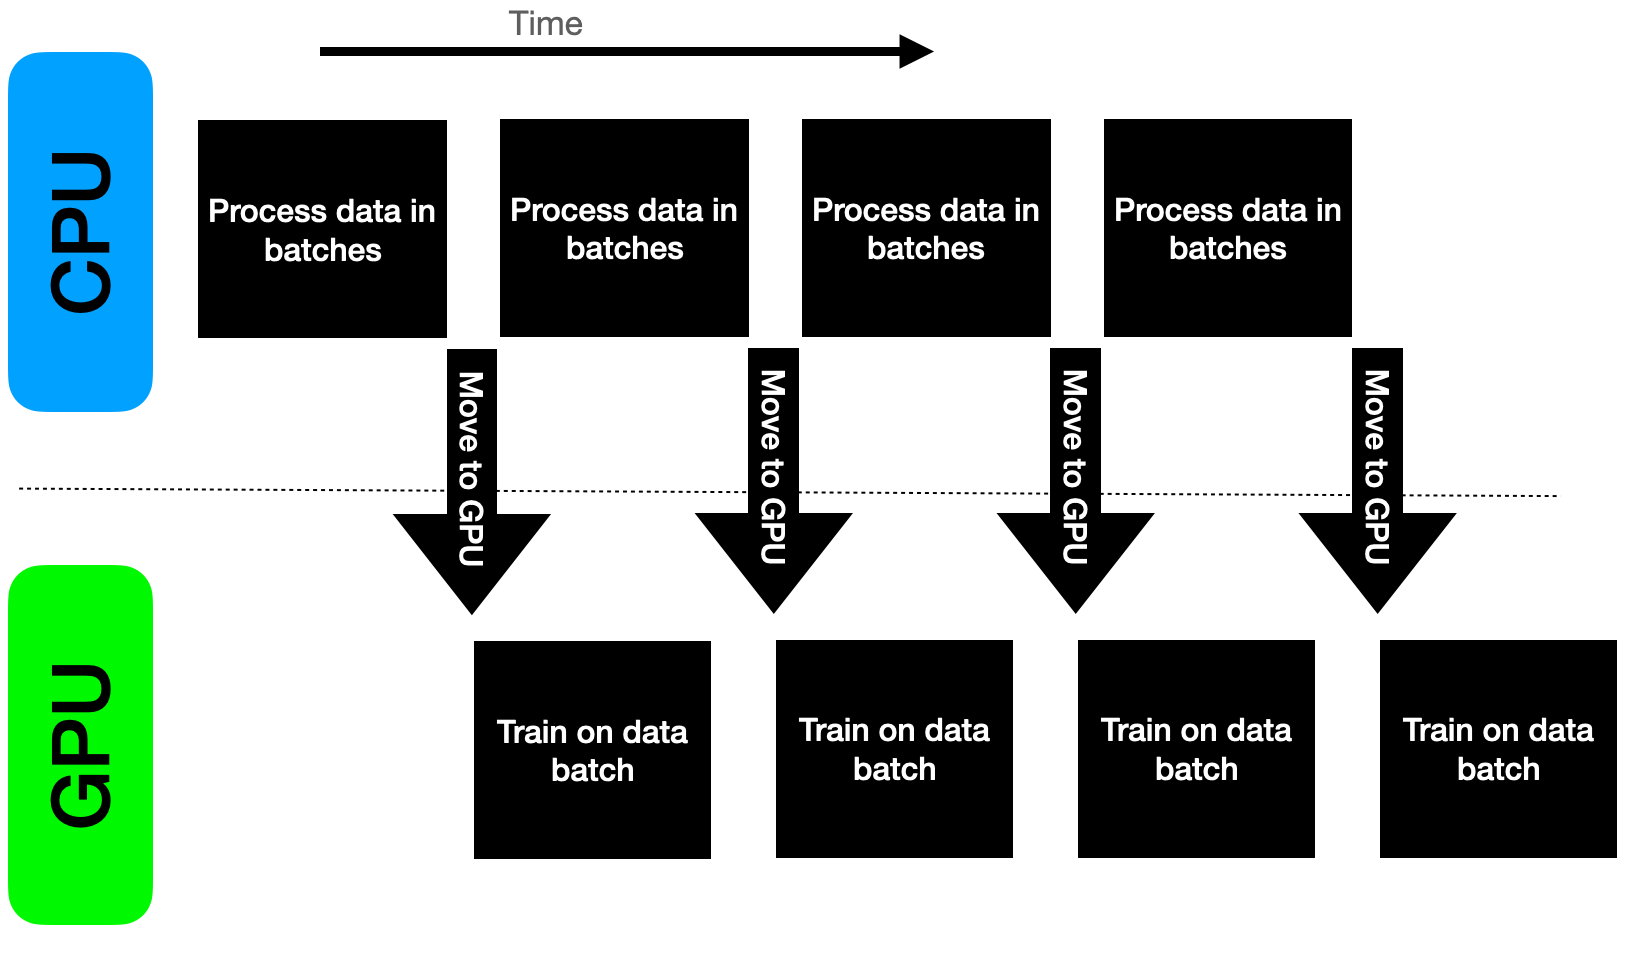 Time
CPU
Process data in
batches
Process data in
batches
Process data in
batches
Process data in
batches
Move to GPU
Move to GPU
Move to GPU
Move to GPU
GPU
Train on data
batch
Train on data
batch
Train on data
batch
Train on data
batch